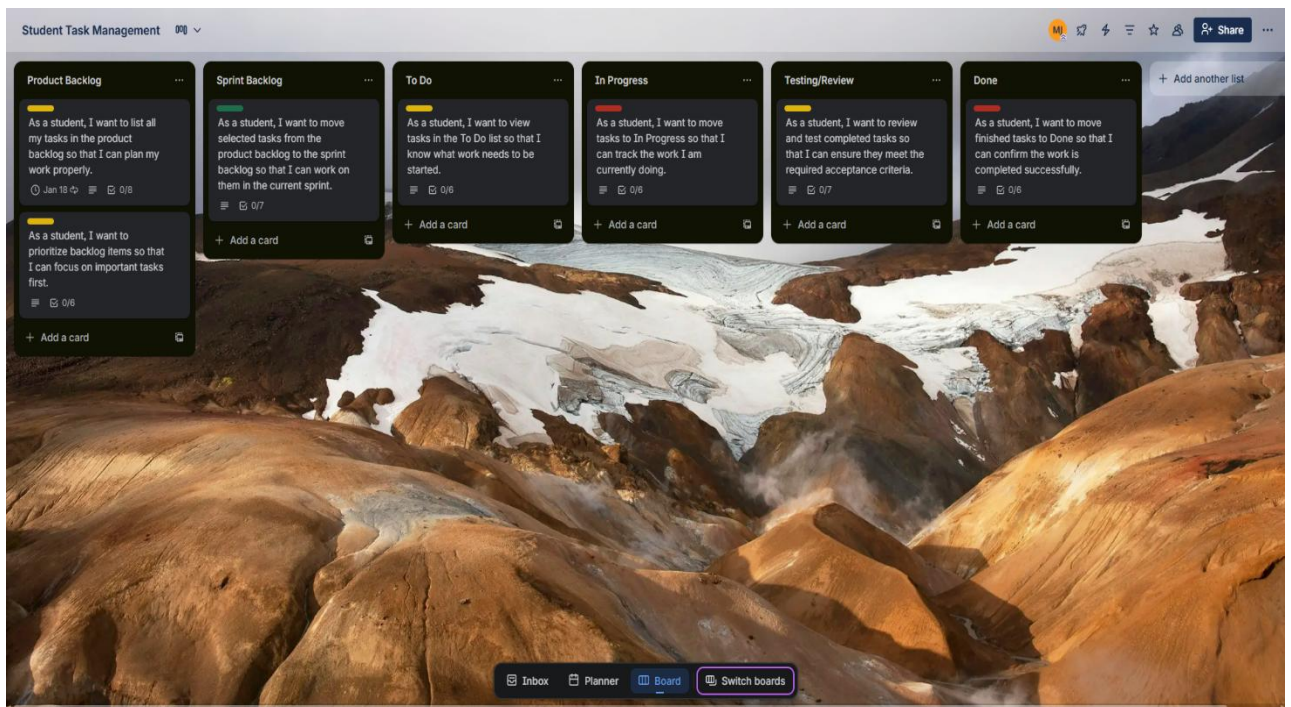 Student Task Management
MJ
Share
Product Backlog
As a student, I want to list all
my tasks in the product
backlog so that I can plan my
work properly.
Jan 18
0/8
As a student, I want to
prioritize backlog items so that
I can focus on important tasks
first.
0/6
+ Add a card
Sprint Backlog
As a student, I want to move
selected tasks from the
product backlog to the sprint
backlog so that I can work on
them in the current sprint.
0/7
+ Add a card
To Do
As a student, I want to view
tasks in the To Do list so that I
know what work needs to be
started.
0/6
+ Add a card
In Progress
As a student, I want to move
tasks to In Progress so that I
can track the work I am
currently doing.
0/6
+ Add a card
Testing/Review
As a student, I want to review
and test completed tasks so
that I can ensure they meet the
required acceptance criteria.
0/7
+ Add a card
Done
As a student, I want to move
finished tasks to Done so that I
can confirm the work is
completed successfully.
0/6
+ Add a card
+ Add another list
Inbox
Planner
Board
Switch boards